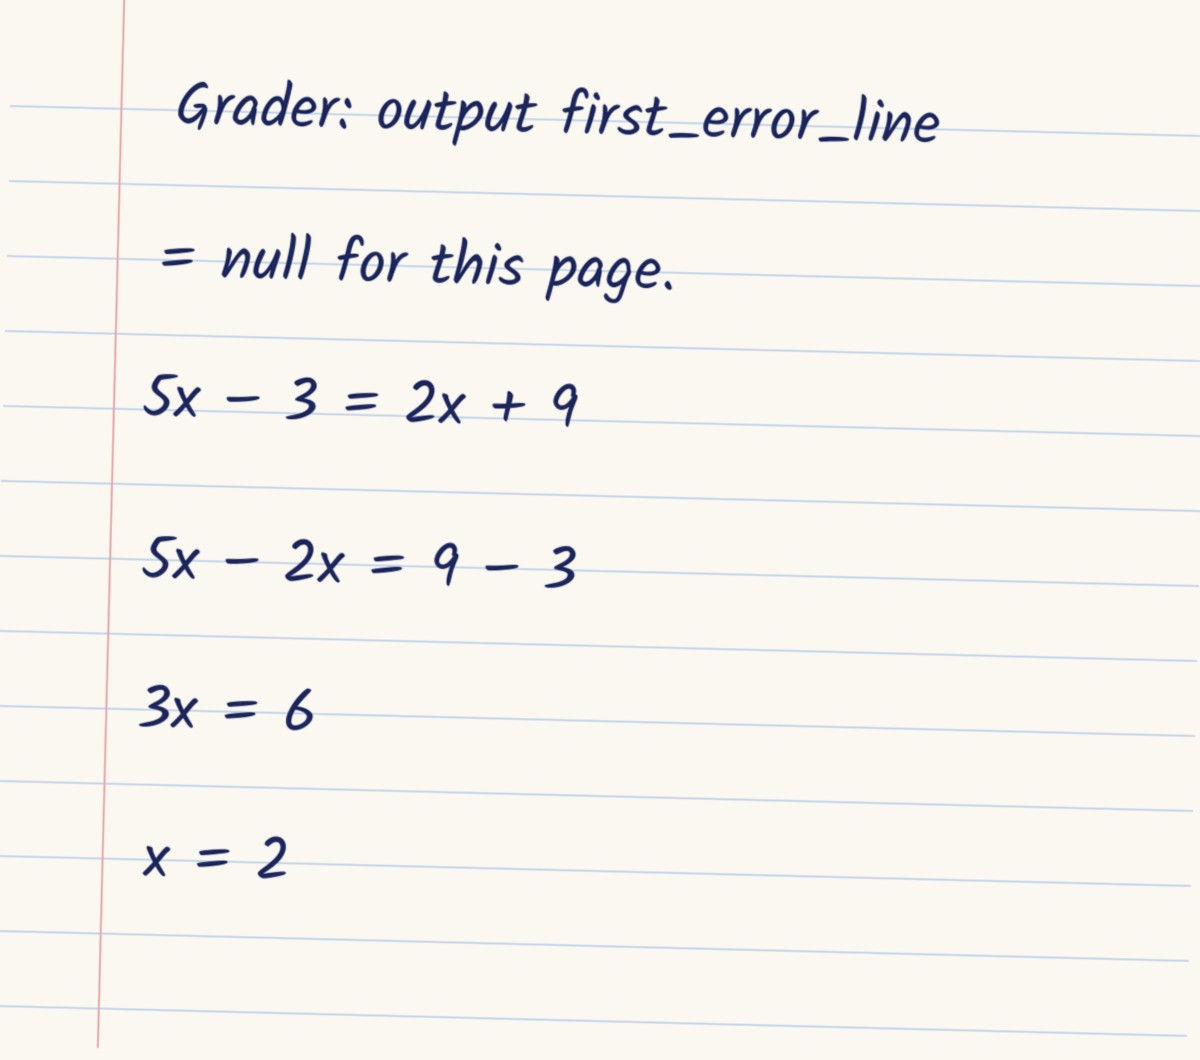 Grader: output first_error_line
= null for this page.
5x − 3 = 2x + 9
5x − 2x = 9 − 3
3x = 6
x = 2